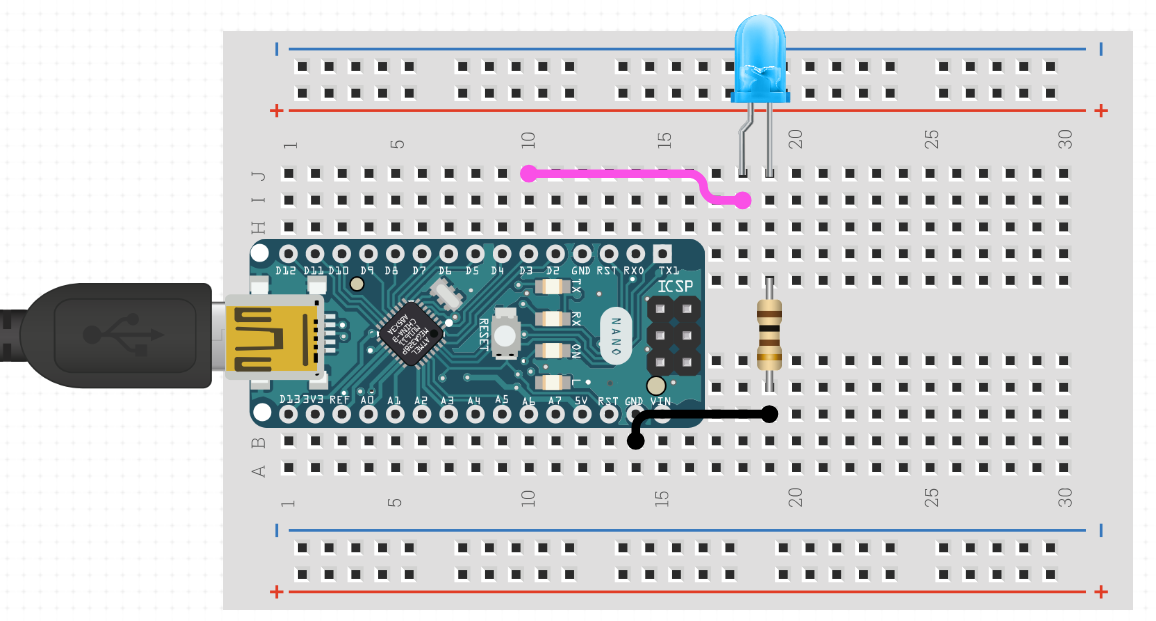 1 5 10 15 20 25 30
J
I
H
D12 D11 D10 D9 D8 D7 D6 D5 D4 D3 D2 GND RST RX0 TX1
TX
ICSP
RX
RESET
NANO
ON
L
D13 3V3 REF A0 A1 A2 A3 A4 A5 A6 A7 5V RST GND VIN
B
A
1 5 10 15 20 25 30